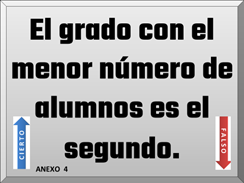 El grado con el
menor número de
alumnos es el
segundo.
CIERTO
FALSO
ANEXO 4